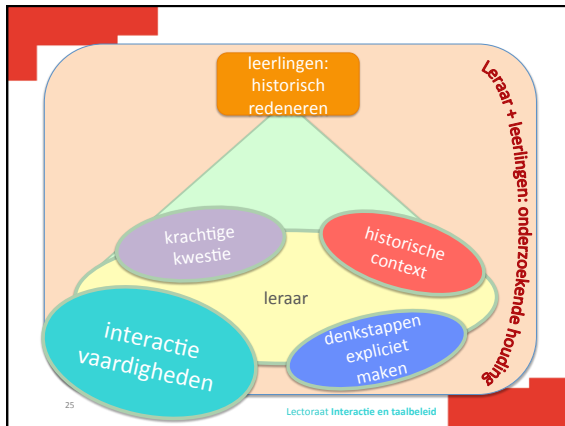 leerlingen:
historisch
redeneren
Leraar + leerlingen: onderzoekende houding
krachtige
kwestie
historische
context
leraar
interactie
vaardigheden
denkstappen
expliciet
maken
25
Lectoraat Interactie en taalbeleid